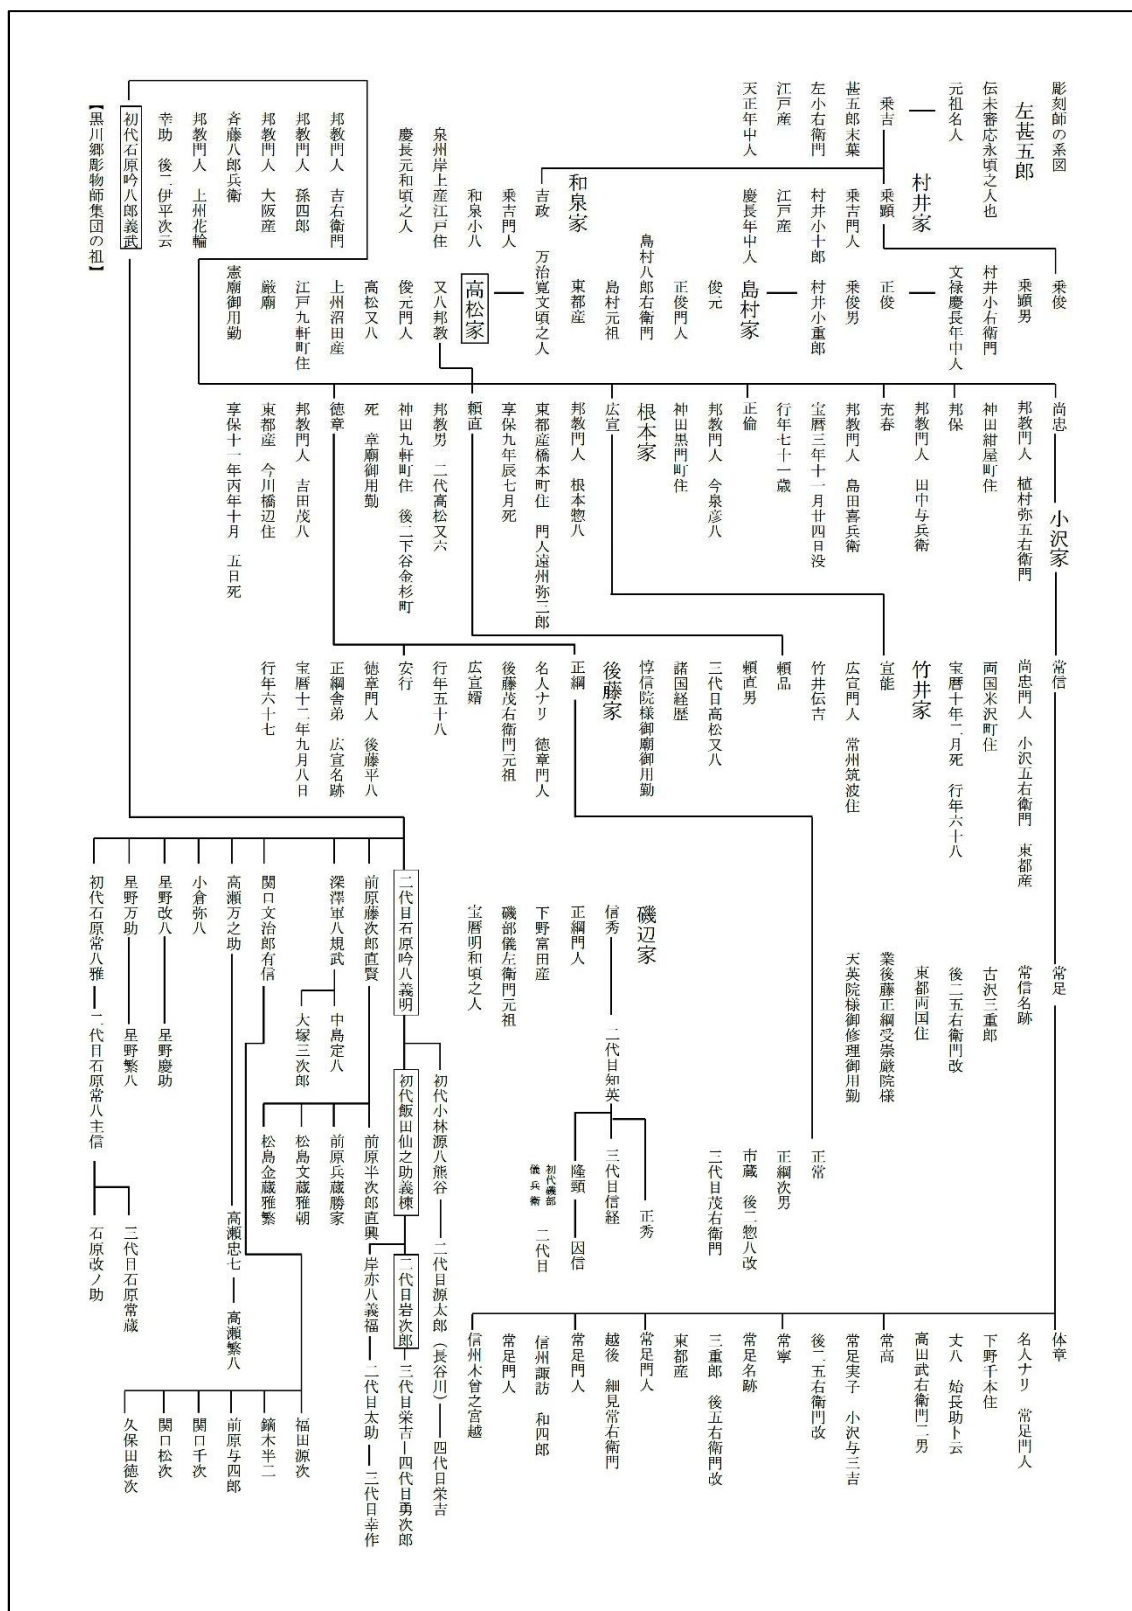 彫刻師の系図
左甚五郎
伝未審応永頃之人也
元祖名人
乗吉
甚五郎末葉
左小右衛門
江戸産
天正年中人
村井家
乗顕
乗吉門人
村井小十郎
江戸産
慶長年中人
乗俊
乗顕男
村井小右衛門
文禄慶長年中人
正俊
乗俊男
村井小重郎
和泉家
吉政
乗吉門人
和泉小八
泉州岸上産江戸住
慶長元和頃之人
島村家
俊元
正俊門人
島村八郎右衛門
島村元祖
東都産
万治寛文頃之人
高松家
又八邦教
俊元門人
高松又八
上州沼田産
江戸九軒町住
厳廟
憲廟御用勤
邦教門人 吉右衛門
邦教門人 孫四郎
邦教門人 大阪産
斉藤八郎兵衛
邦教門人 上州花輪
幸助 後ニ伊平次云
初代石原吟八郎義武
【黒川郷彫物師集団の祖】
尚忠
邦教門人 植村弥五右衛門
神田紺屋町住
邦保
邦教門人 田中与兵衛
充春
邦教門人 島田喜兵衛
宝暦三年十一月廿四日没
行年七十一歳
正倫
邦教門人 今泉彦八
神田黒門町住
根本家
広宣
邦教門人 根本惣八
東都産橋本町住 門人遠州弥三郎
享保九年辰七月死
頼直
邦教男 二代高松又六
神田九軒町住 後ニ下谷金杉町
死 章廟御用勤
徳章
邦教門人 吉田茂八
東都産 今川橋辺住
享保十一年丙年十月 五日死
小沢家
常信
尚忠門人 小沢五右衛門 東都産
両国米沢町住
宝暦十年二月死 行年六十八
竹井家
宜能
広宣門人 常州筑波住
竹井伝吉
頼品
頼直男
三代目高松又八
諸国経歴
惇信院様御廟御用勤
後藤家
正綱
名人ナリ 徳章門人
後藤茂右衛門元祖
広宣婿
行年五十八
安行
徳章門人 後藤平八
正綱舎弟 広宣名跡
宝暦十二年九月八日
行年六十七
常足
常信名跡
古沢三重郎
後ニ五右衛門改
東都両国住
業後藤正綱受崇厳院様
天英院様御修理御用勤
磯辺家
信秀
正綱門人
下野富田産
磯部儀左衛門元祖
宝暦明和頃之人
二代目知英
正秀
三代目信経
隆顕
因信
初代磯部
儀兵衛
二代目
正常
正綱次男
市蔵 後ニ惣八改
二代目茂右衛門
体章
名人ナリ 常足門人
下野千本住
丈八 始長助ト云
高田武右衛門二男
常高
常足実子 小沢与三吉
後ニ五右衛門改
常寧
常足名跡
三重郎 後五右衛門改
東都産
常足門人
越後 細見常右衛門
常足門人
信州諏訪 和四郎
常足門人
信州木曾之宮越
二代目石原吟八義明
初代小林源八熊谷
二代目源太郎(長谷川)
四代目栄吉
初代飯田仙之助義棟
二代目岩次郎
三代目栄吉
四代目勇次郎
岸亦八義福
二代目太助
三代目幸作
前原藤次郎直賢
前原半次郎直興
前原兵蔵勝家
松島文蔵雅朝
松島金蔵雅繁
深澤軍八規武
中島定八
大塚三次郎
関口文治郎有信
福田源次
鏑木半二
前原与四郎
関口千次
関口松次
久保田徳次
高瀬万之助
高瀬忠七
高瀬繁八
小倉弥八
星野改八
星野慶助
星野万助
星野繁八
初代石原常八雅
二代目石原常八主信
三代目石原常蔵
石原改ノ助